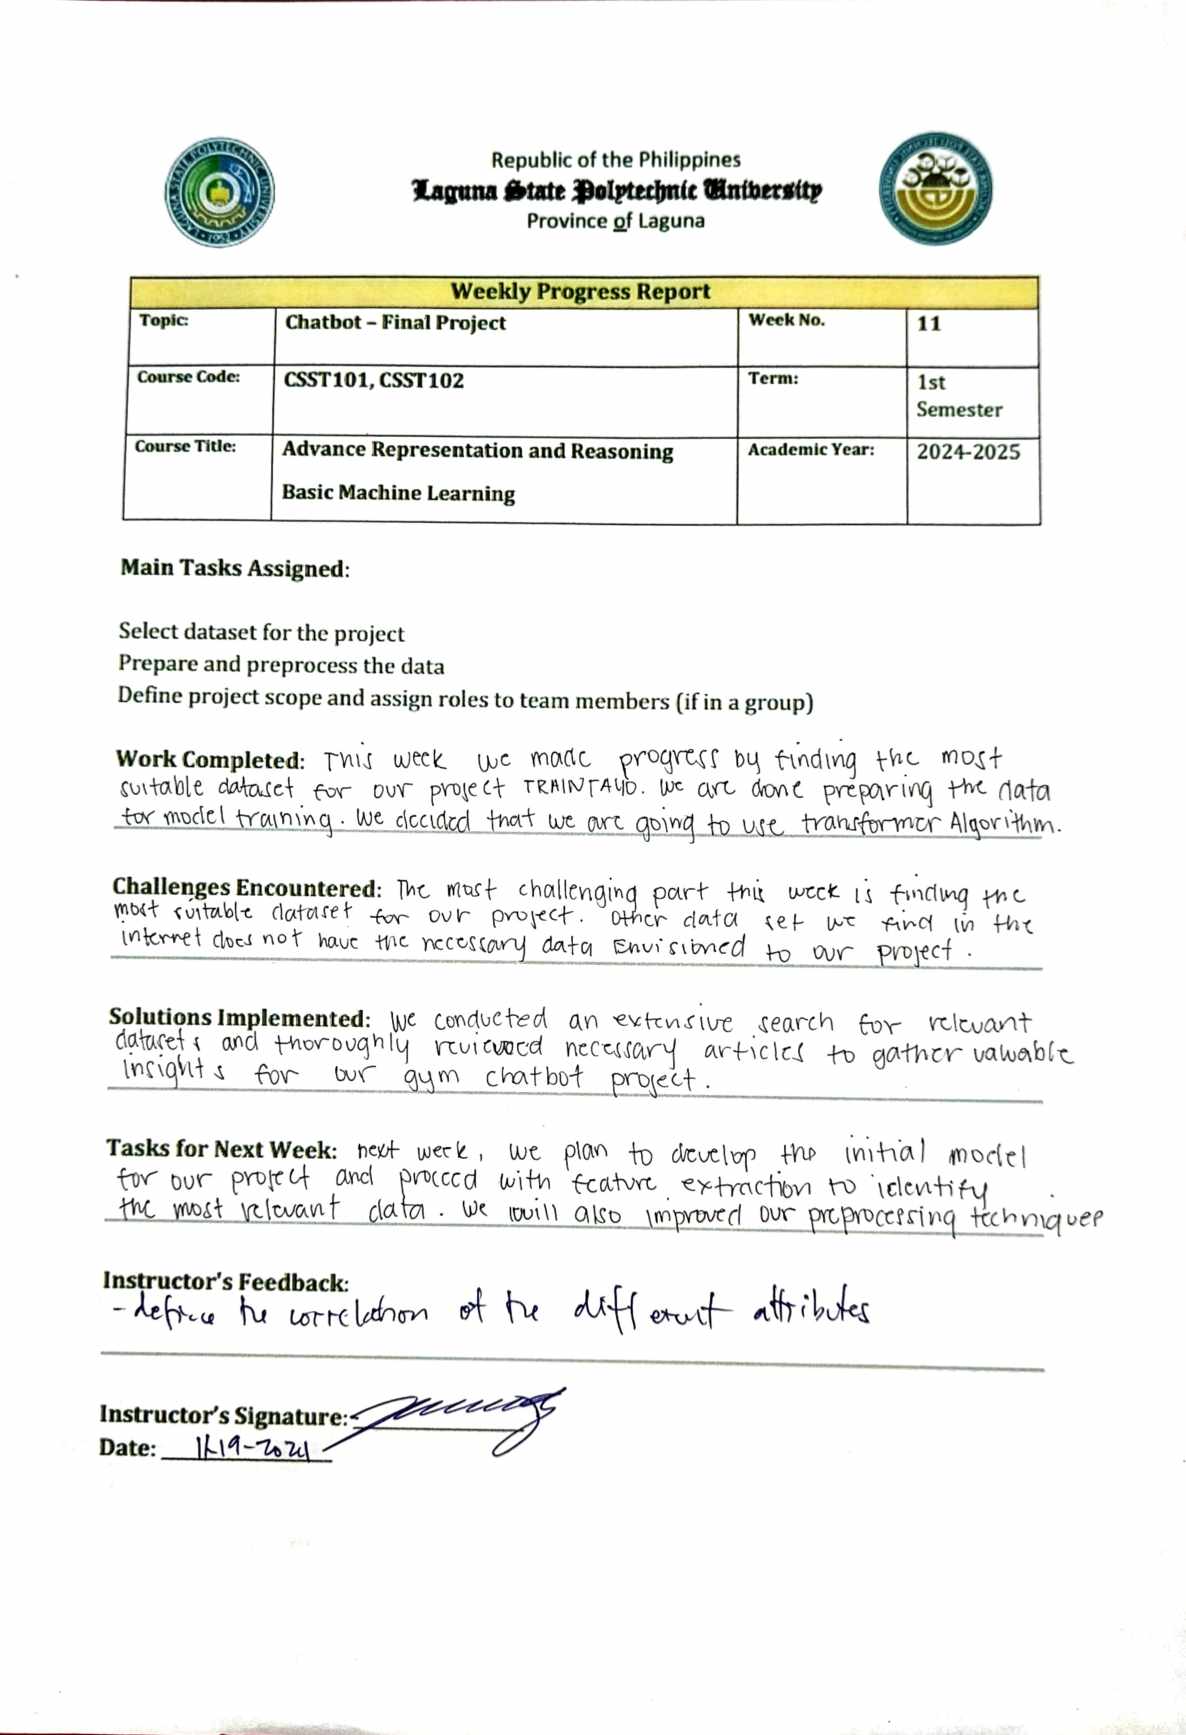 Republic of the Philippines
Laguna State Polytechnic University
Province of Laguna
LAGUNA STATE POLYTECHNIC UNIVERSITY
1952
Weekly Progress Report
Topic: Chatbot – Final Project Week No. 11
Course Code: CSST101, CSST102 Term: 1st
Semester
Course Title: Advance Representation and Reasoning Academic Year: 2024-2025
Basic Machine Learning
Main Tasks Assigned:
Select dataset for the project
Prepare and preprocess the data
Define project scope and assign roles to team members (if in a group)
Work Completed: This week we made progress by finding the most
suitable dataset for our project TRAINTAYO. We are done preparing the data
for model training. We decided that we are going to use transformer Algorithm.
Challenges Encountered: The most challenging part this week is finding the
most suitable dataset for our project. Other data set we find in the
internet does not have the necessary data Envisioned to our project.
Solutions Implemented: We conducted an extensive search for relevant
datasets and thoroughly reviewed necessary articles to gather valuable
insights for our gym chatbot project.
Tasks for Next Week: next week, we plan to develop the initial model
for our project and proceed with feature extraction to identify
the most relevant data. We will also improved our preprocessing techniques
Instructor's Feedback:
- define the correlation of the different attributes
Instructor's Signature:
Date: 11-19-2024